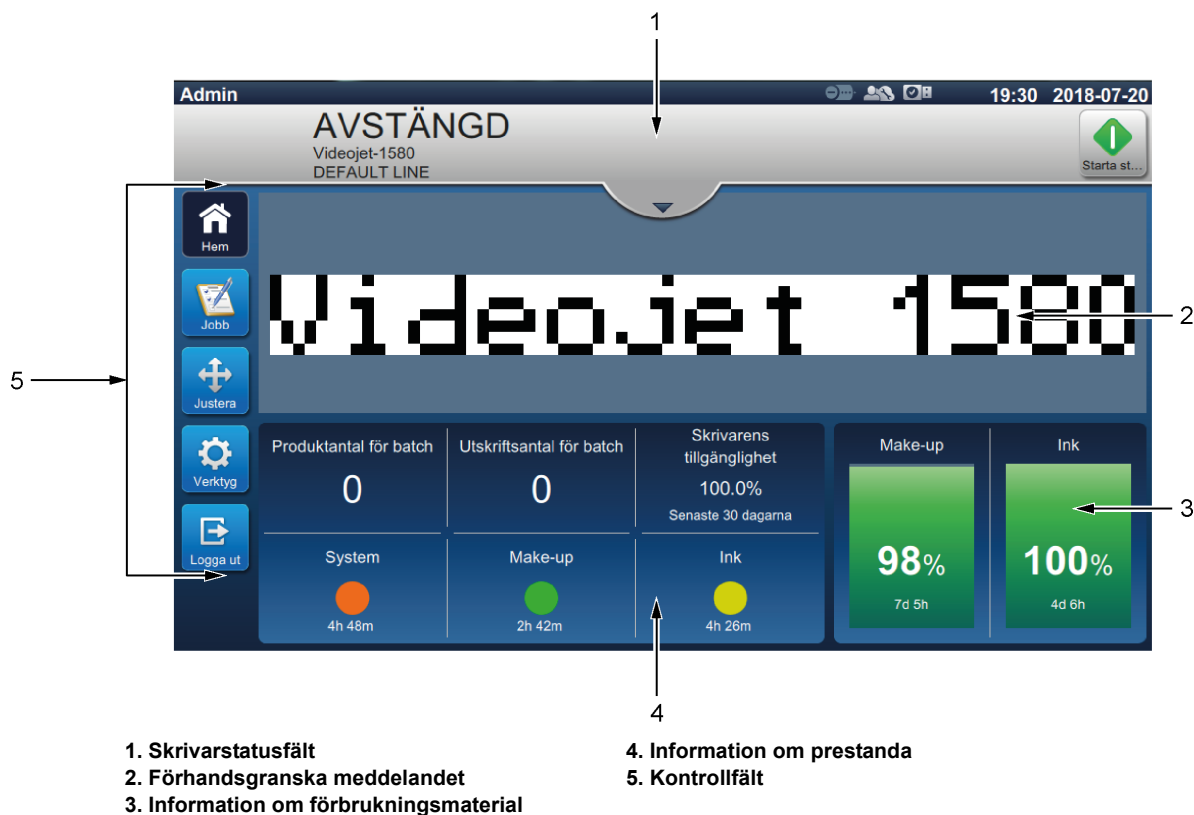 1
Admin
19:30 2018-07-20
AVSTÄNGD
Videojet-1580
DEFAULT LINE
Starta st...
Hem
Jobb
Justera
Verktyg
Logga ut
5
Videojet 1580
2
Produktantal för batch
0
Utskriftsantal för batch
0
Skrivarens
tillgänglighet
100.0%
Senaste 30 dagarna
System
4h 48m
Make-up
2h 42m
Ink
4h 26m
Make-up
98%
7d 5h
Ink
100%
4d 6h
3
4
1. Skrivarstatusfält
2. Förhandsgranska meddelandet
3. Information om förbrukningsmaterial
4. Information om prestanda
5. Kontrollfält